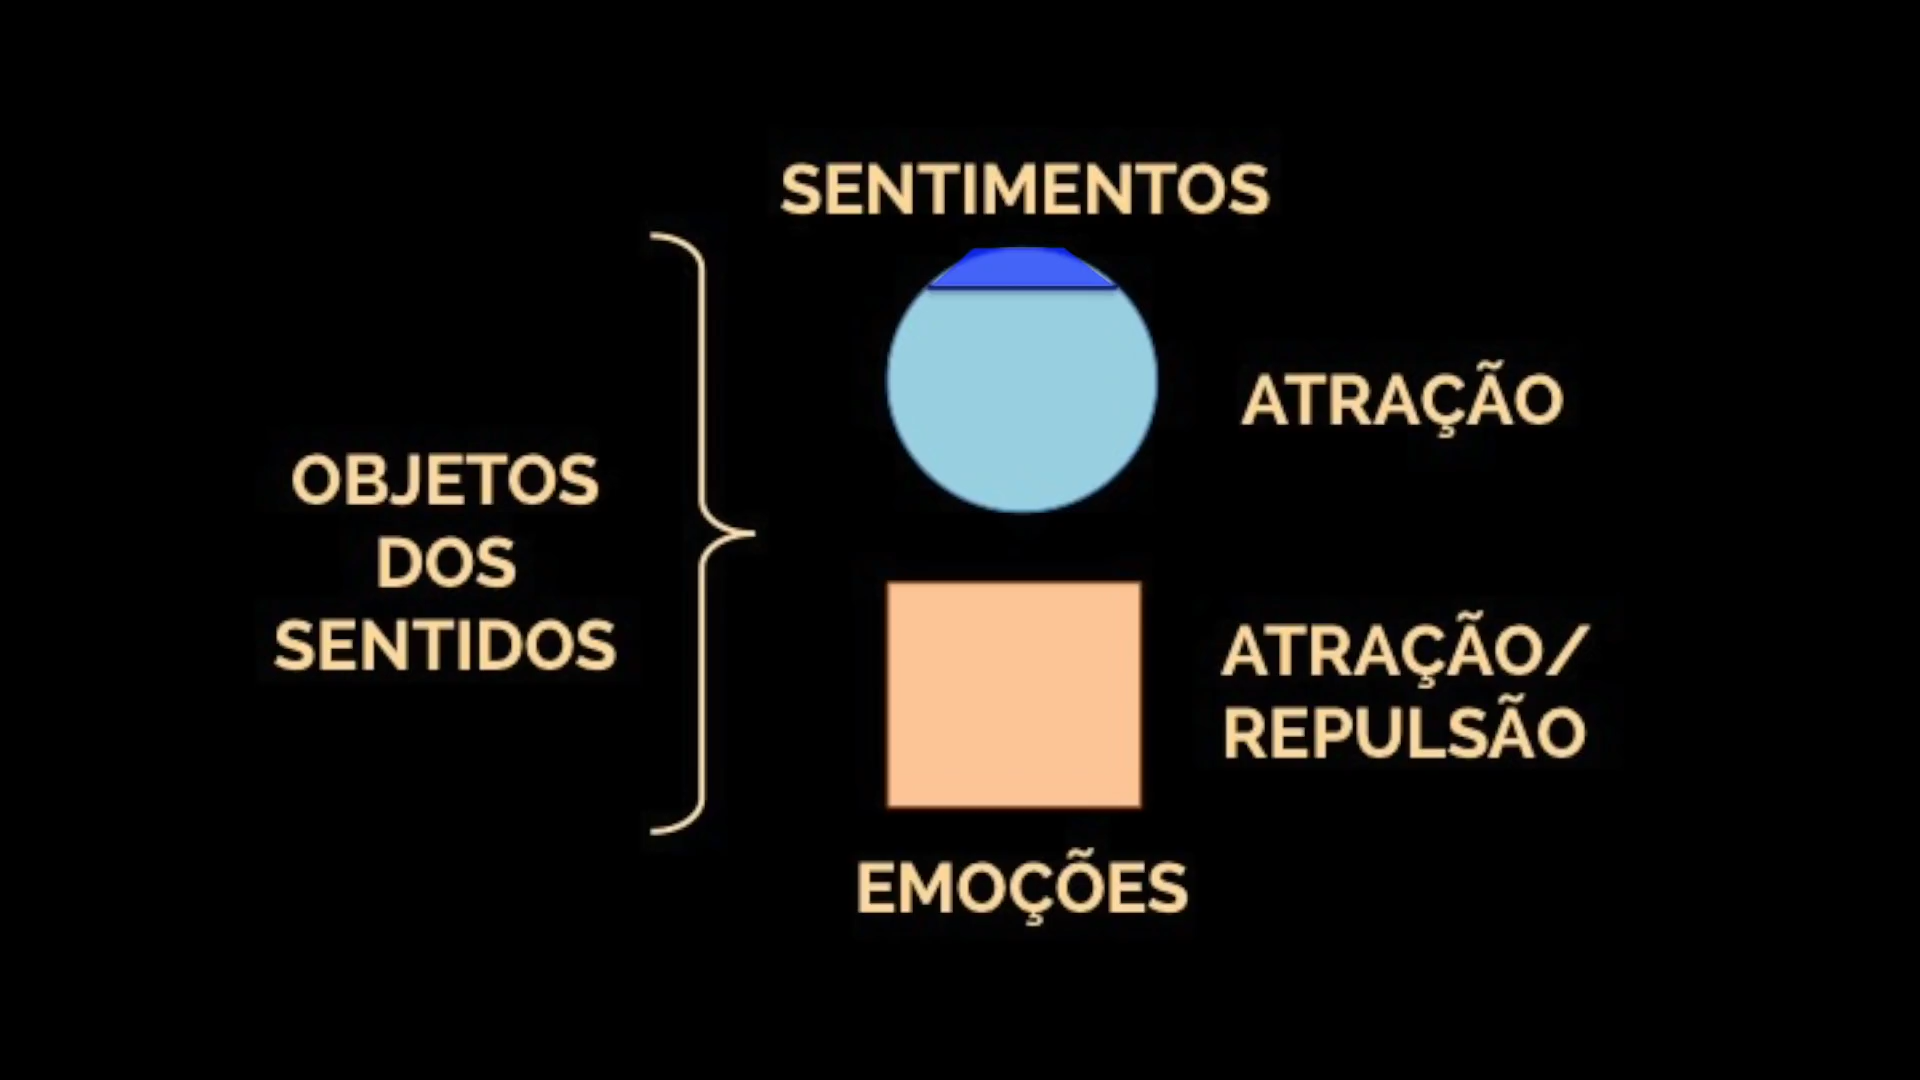 SENTIMENTOS
ATRAÇÃO
OBJETOS
DOS
SENTIDOS
ATRAÇÃO/
REPULSÃO
EMOÇÕES